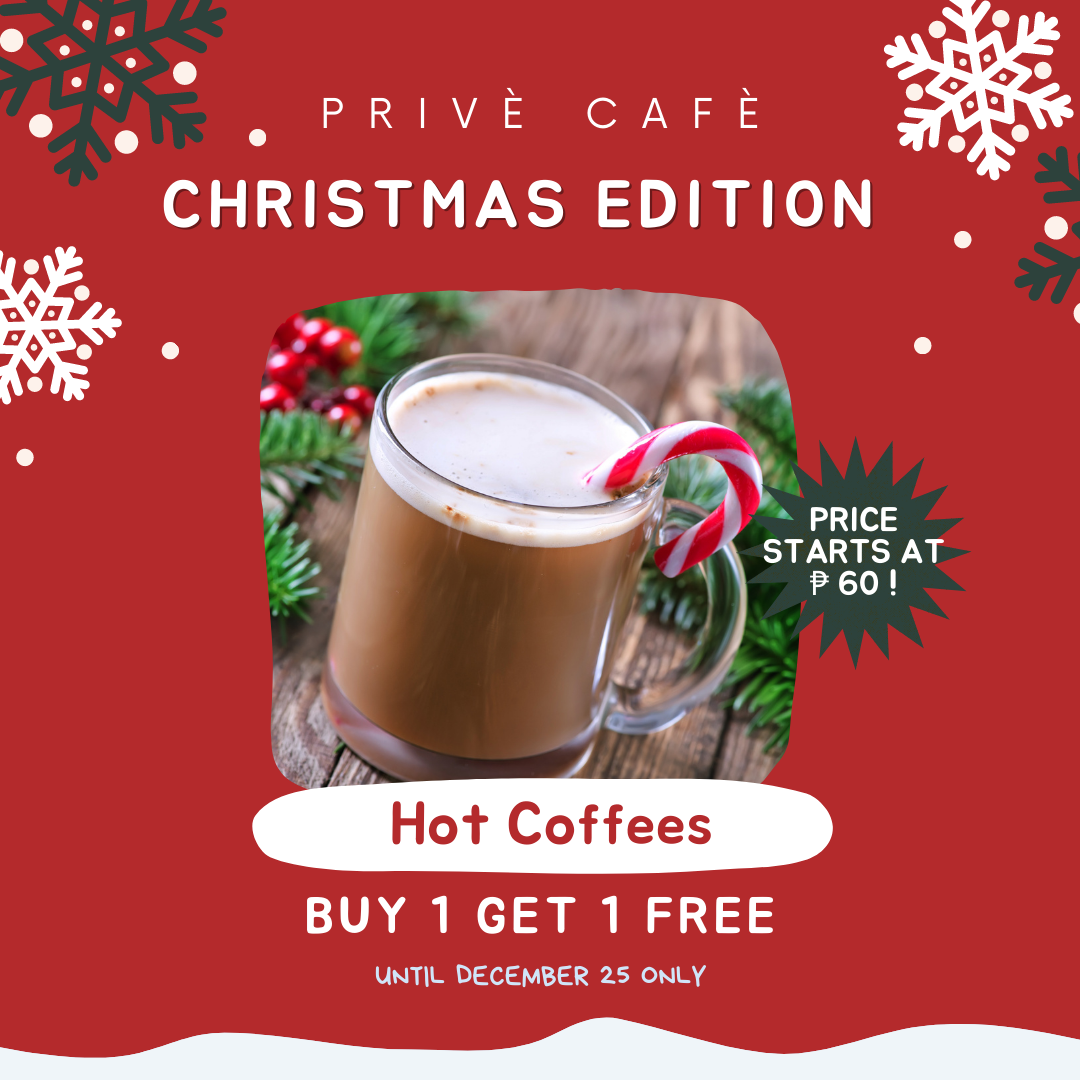 PRIVÈ CAFÈ
CHRISTMAS EDITION
PRICE
STARTS AT
₱ 60 !
Hot Coffees
BUY 1 GET 1 FREE
UNTIL DECEMBER 25 ONLY